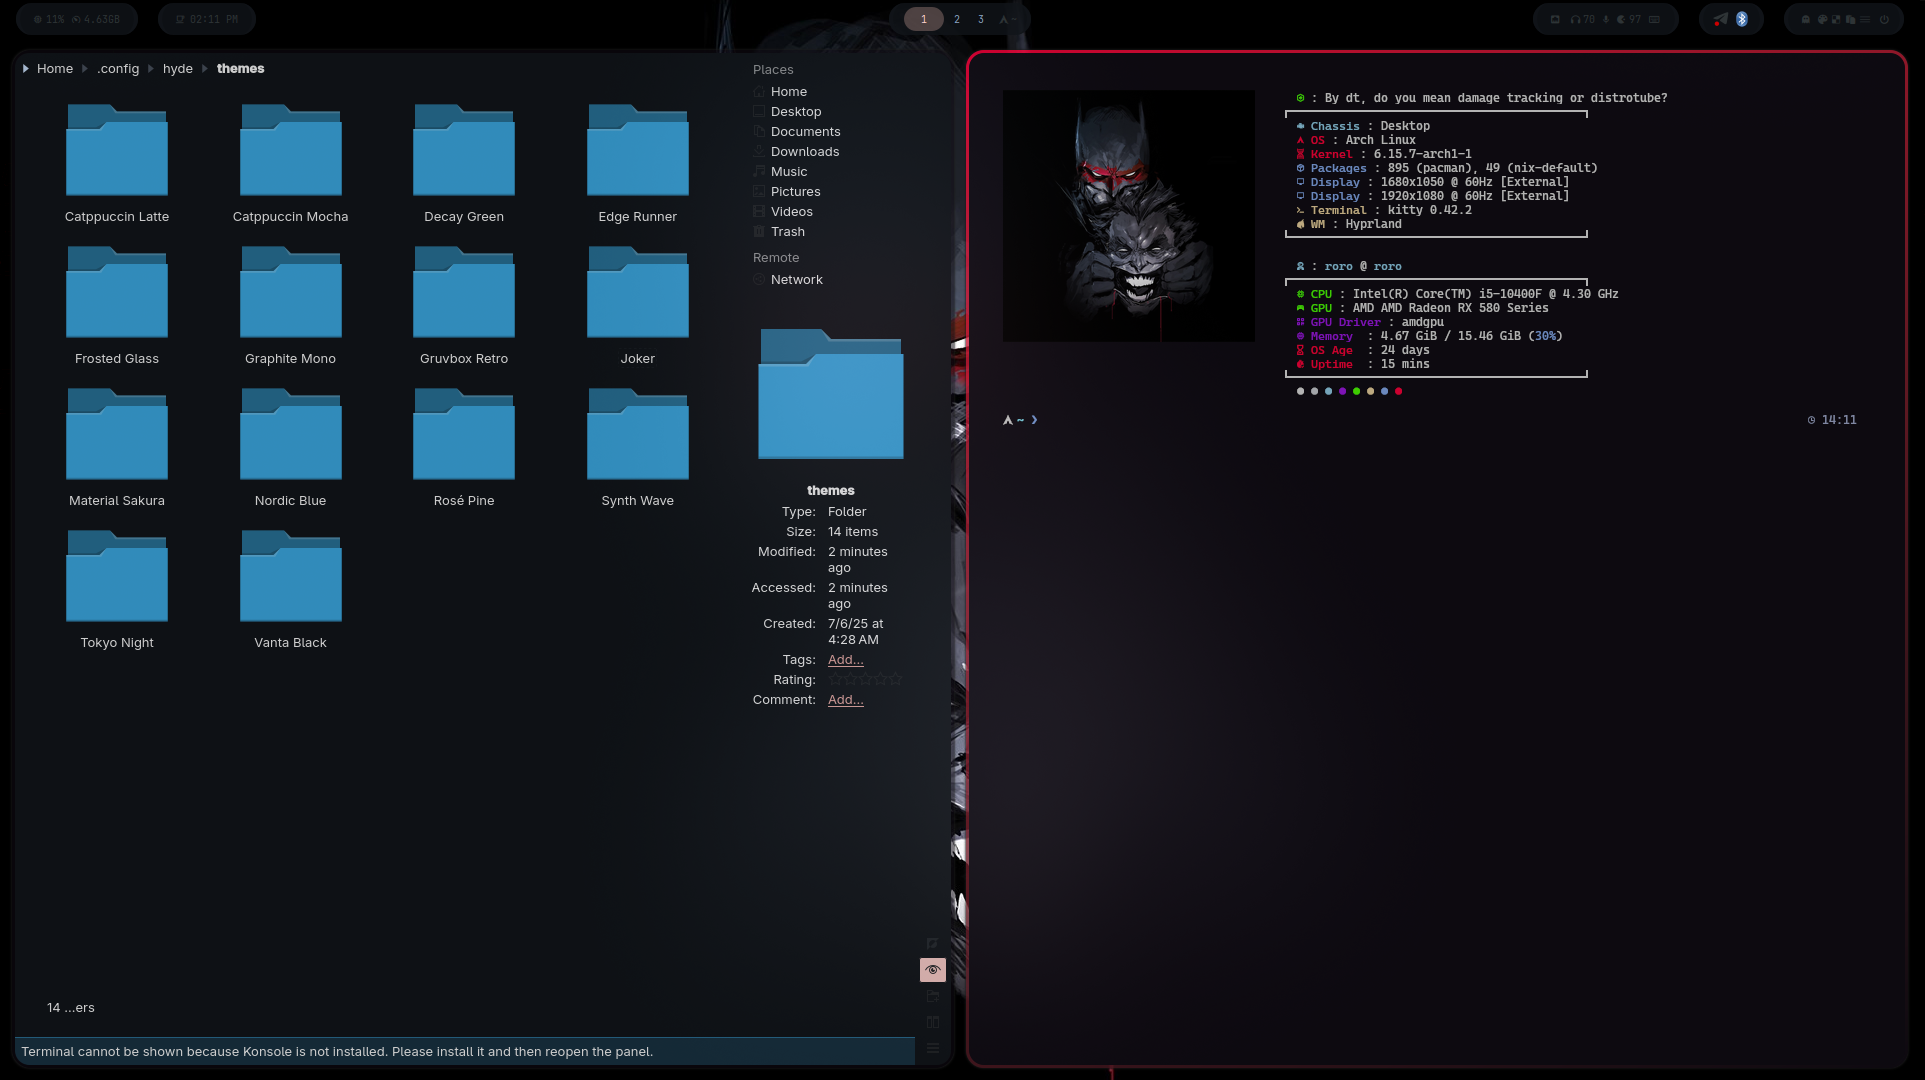 11% 4.63GB
02:11 PM
1 2 3
70 97
Home .config hyde themes
Catppuccin Latte
Catppuccin Mocha
Decay Green
Edge Runner
Frosted Glass
Graphite Mono
Gruvbox Retro
Joker
Material Sakura
Nordic Blue
Rosé Pine
Synth Wave
Tokyo Night
Vanta Black
14 ...ers
Terminal cannot be shown because Konsole is not installed. Please install it and then reopen the panel.
Places
Home
Desktop
Documents
Downloads
Music
Pictures
Videos
Trash
Remote
Network
themes
Type: Folder
Size: 14 items
Modified: 2 minutes
ago
Accessed: 2 minutes
ago
Created: 7/6/25 at
4:28 AM
Tags: Add...
Rating:
Comment: Add...
: By dt, do you mean damage tracking or distrotube?
Chassis : Desktop
OS : Arch Linux
Kernel : 6.15.7-arch1-1
Packages : 895 (pacman), 49 (nix-default)
Display : 1680x1050 @ 60Hz [External]
Display : 1920x1080 @ 60Hz [External]
Terminal : kitty 0.42.2
WM : Hyprland
: roro @ roro
CPU : Intel(R) Core(TM) i5-10400F @ 4.30 GHz
GPU : AMD AMD Radeon RX 580 Series
GPU Driver : amdgpu
Memory : 4.67 GiB / 15.46 GiB (30%)
OS Age : 24 days
Uptime : 15 mins
~ ❯ 14:11